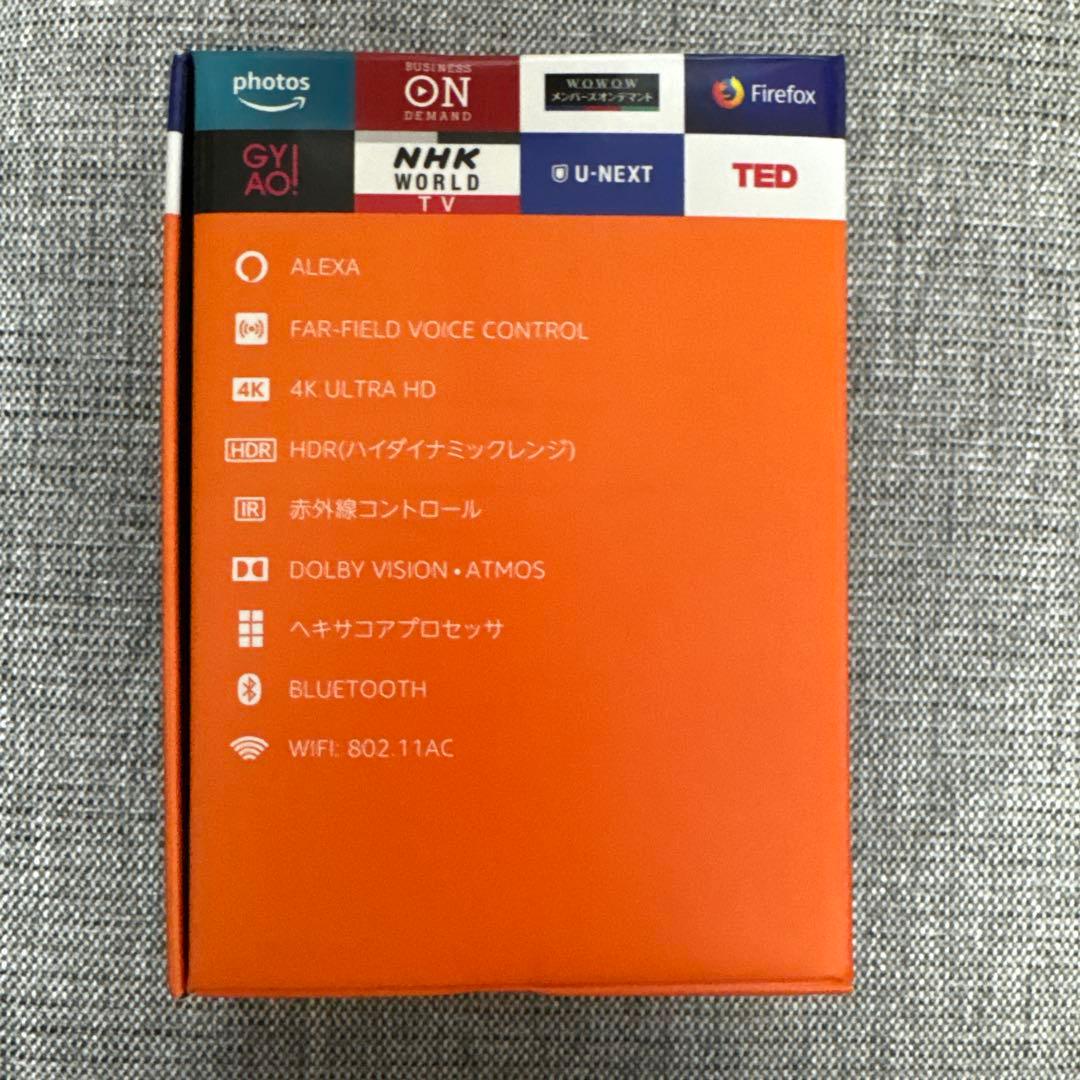 photos
BUSINESS
ON
DEMAND
WOWOW
メンバーズオンデマンド
Firefox
GY
AO!
NHK
WORLD
TV
U-NEXT
TED
ALEXA
FAR-FIELD VOICE CONTROL
4K
4K ULTRA HD
HDR
HDR(ハイダイナミックレンジ)
IR
赤外線コントロール
DOLBY VISION・ATMOS
ヘキサコアプロセッサ
BLUETOOTH
WIFI: 802.11AC